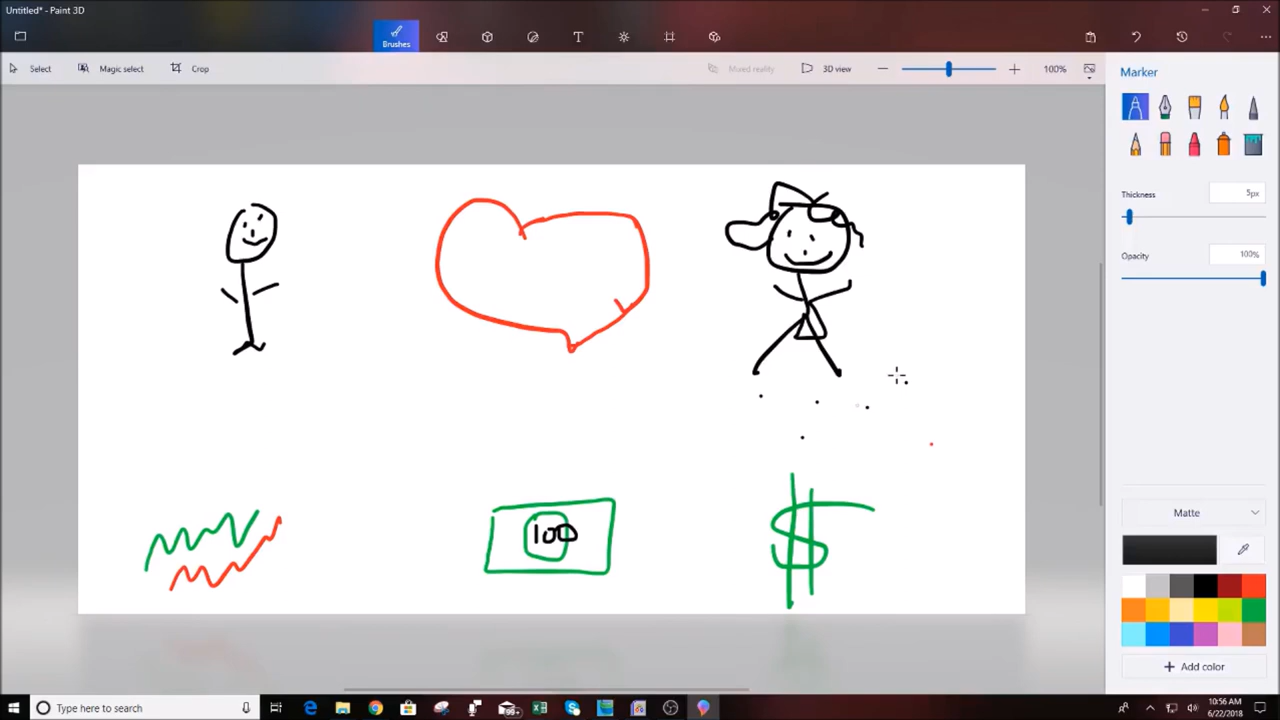 Untitled* - Paint 3D
Brushes
Select
Magic select
Crop
Mixed reality
3D view
100%
Marker
Thickness
5px
Opacity
100%
100
$
Matte
Add color
Type here to search
99+
10:56 AM
6/22/2018